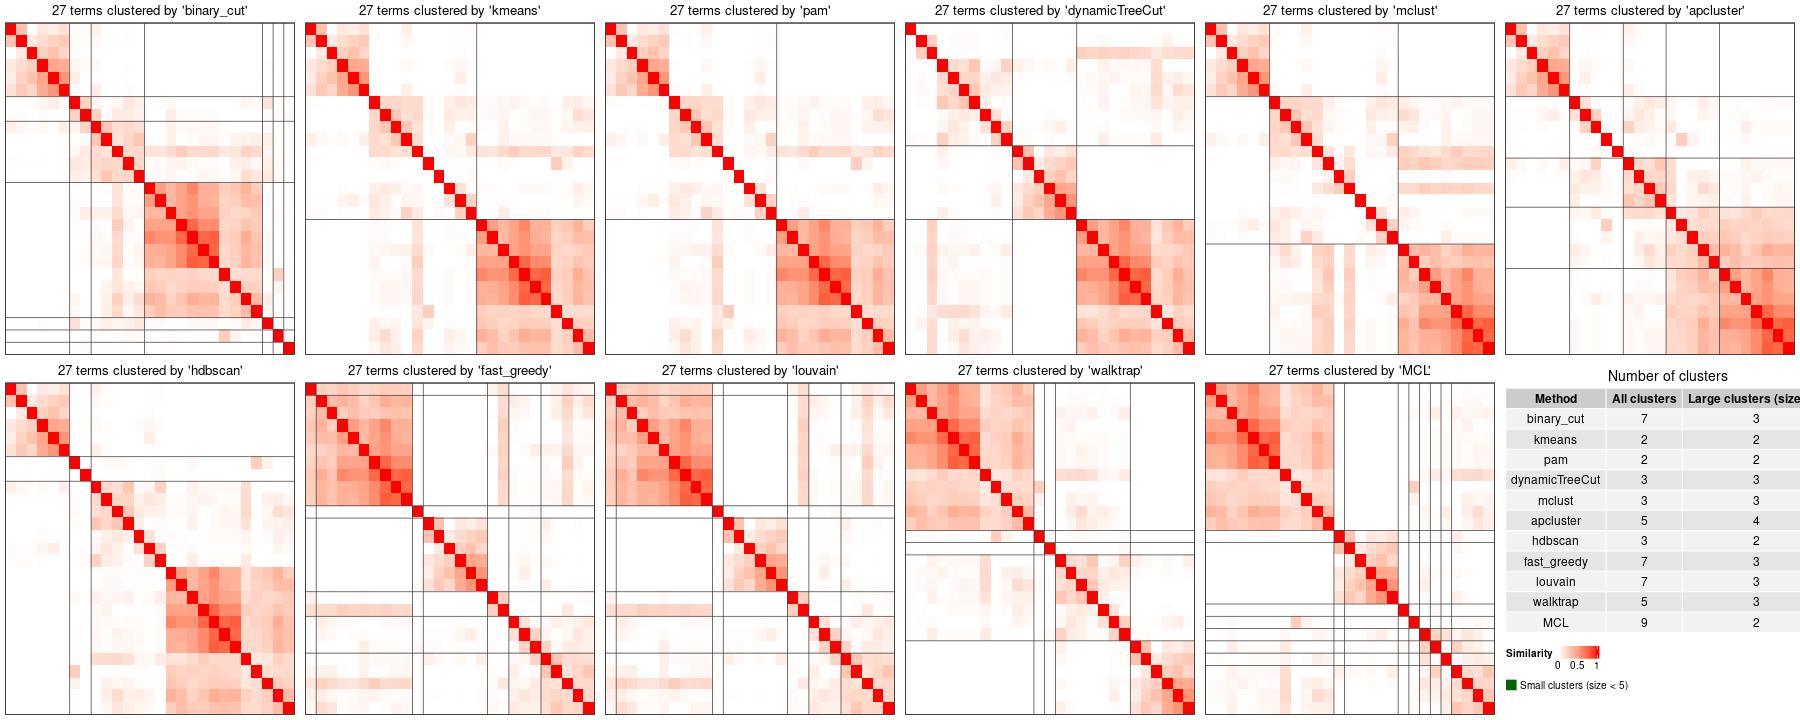 27 terms clustered by 'binary_cut'
27 terms clustered by 'kmeans'
27 terms clustered by 'pam'
27 terms clustered by 'dynamicTreeCut'
27 terms clustered by 'mclust'
27 terms clustered by 'apcluster'
27 terms clustered by 'hdbscan'
27 terms clustered by 'fast_greedy'
27 terms clustered by 'louvain'
27 terms clustered by 'walktrap'
27 terms clustered by 'MCL'
Number of clusters
Method All clusters Large clusters (size
binary_cut 7 3
kmeans 2 2
pam 2 2
dynamicTreeCut 3 3
mclust 3 3
apcluster 5 4
hdbscan 3 2
fast_greedy 7 3
louvain 7 3
walktrap 5 3
MCL 9 2
Similarity
0 0.5 1
Small clusters (size < 5)